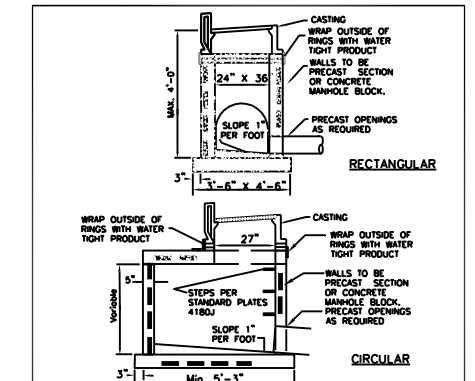 CASTING
WRAP OUTSIDE OF
RINGS WITH WATER
TIGHT PRODUCT
WALLS TO BE
PRECAST SECTION
OR CONCRETE
MANHOLE BLOCK.
MAX. 4'-0"
24" X 36
SLOPE 1"
PER FOOT
PRECAST OPENINGS
AS REQUIRED
RECTANGULAR
3"
3'-6" X 4'-6"
WRAP OUTSIDE OF
RINGS WITH WATER
TIGHT PRODUCT
CASTING
27"
WRAP OUTSIDE OF
RINGS WITH WATER
TIGHT PRODUCT
5"
STEPS PER
STANDARD PLATES
4180J
WALLS TO BE
PRECAST SECTION
OR CONCRETE
MANHOLE BLOCK.
PRECAST OPENINGS
AS REQUIRED
Variable
SLOPE 1"
PER FOOT
CIRCULAR
3"
Min. 5'-3"